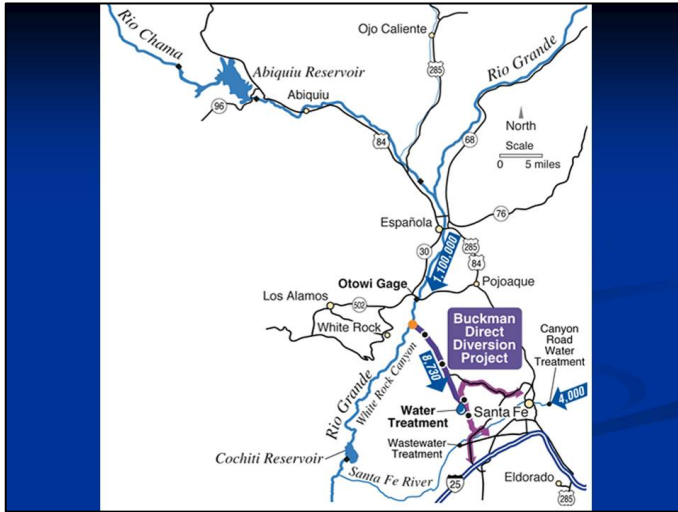 Ojo Caliente
Rio Chama
Rio Grande
Abiquiu Reservoir
285
Abiquiu
96
North
Scale
0 5 miles
68
84
76
Española
30
285
84
1,100,000
Otowi Gage
Pojoaque
Los Alamos
502
White Rock
Buckman
Direct
Diversion
Project
Canyon
Road
Water
Treatment
8,730
White Rock Canyon
Rio Grande
4,000
Water
Treatment
Santa Fe
Wastewater
Treatment
Cochiti Reservoir
Santa Fe River
25
Eldorado
285